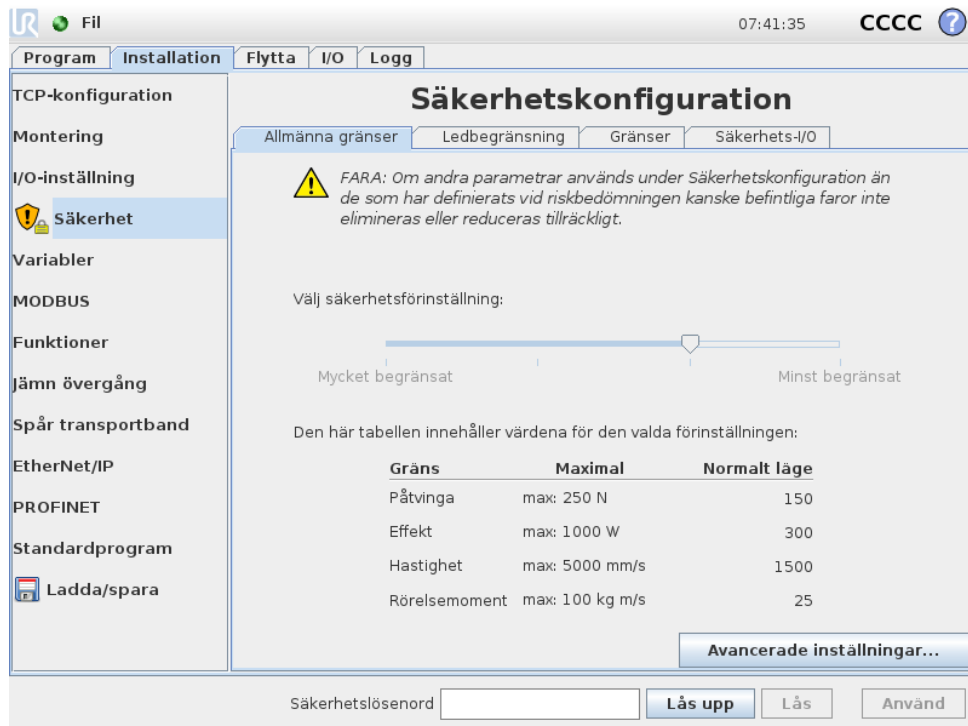 UR Fil 07:41:35 CCCC ?
Program Installation Flytta I/O Logg
TCP-konfiguration
Montering
I/O-inställning
Säkerhet
Variabler
MODBUS
Funktioner
Jämn övergång
Spår transportband
EtherNet/IP
PROFINET
Standardprogram
Ladda/spara
Säkerhetskonfiguration
Allmänna gränser Ledbegränsning Gränser Säkerhets-I/O
FARA: Om andra parametrar används under Säkerhetskonfiguration än
de som har definierats vid riskbedömningen kanske befintliga faror inte
elimineras eller reduceras tillräckligt.
Välj säkerhetsförinställning:
Mycket begränsat Minst begränsat
Den här tabellen innehåller värdena för den valda förinställningen:
Gräns Maximal Normalt läge
Påtvinga max: 250 N 150
Effekt max: 1000 W 300
Hastighet max: 5000 mm/s 1500
Rörelsemoment max: 100 kg m/s 25
Avancerade inställningar...
Säkerhetslösenord Lås upp Lås Använd